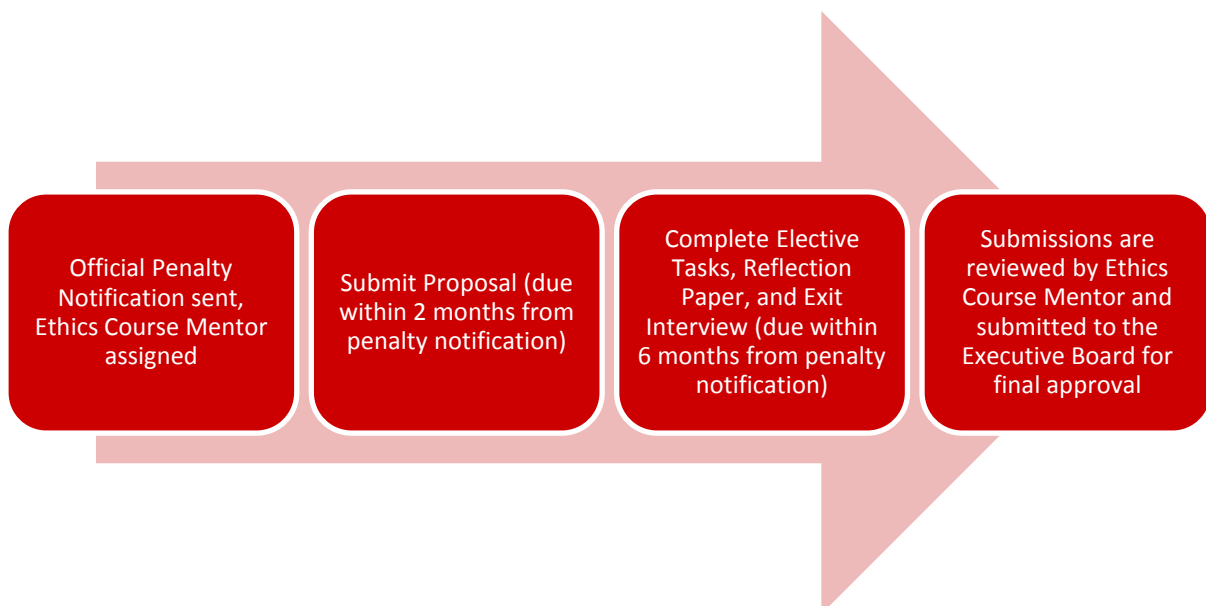 Official Penalty
Notification sent,
Ethics Course Mentor
assigned
Submit Proposal (due
within 2 months from
penalty notification)
Complete Elective
Tasks, Reflection
Paper, and Exit
Interview (due within
6 months from penalty
notification)
Submissions are
reviewed by Ethics
Course Mentor and
submitted to the
Executive Board for
final approval